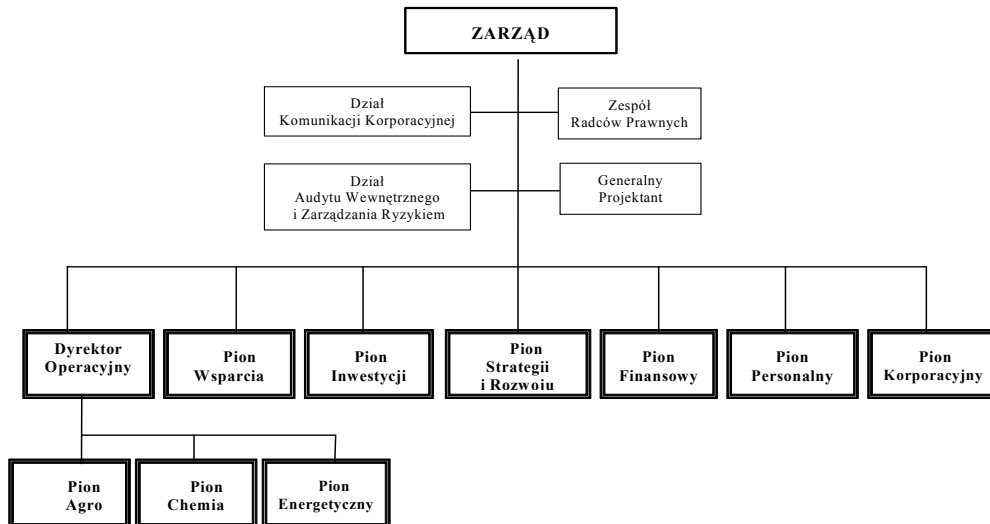 ZARZĄD
Dział
Komunikacji Korporacyjnej
Zespół
Radców Prawnych
Dział
Audytu Wewnętrznego
i Zarządzania Ryzykiem
Generalny
Projektant
Dyrektor
Operacyjny
Pion
Wsparcia
Pion
Inwestycji
Pion
Strategii
i Rozwoju
Pion
Finansowy
Pion
Personalny
Pion
Korporacyjny
Pion
Agro
Pion
Chemia
Pion
Energetyczny